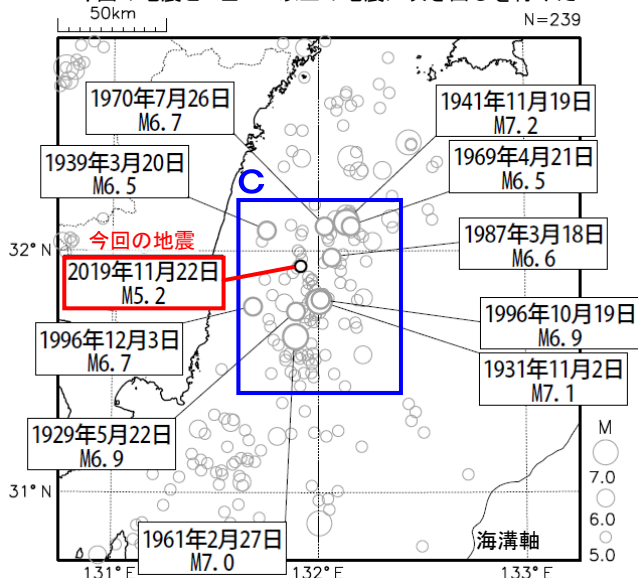 50km
N=239
1970年7月26日
M6.7
1941年11月19日
M7.2
1939年3月20日
M6.5
C
1969年4月21日
M6.5
32°N
今回の地震
2019年11月22日
M5.2
1987年3月18日
M6.6
1996年12月3日
M6.7
1996年10月19日
M6.9
1931年11月2日
M7.1
1929年5月22日
M6.9
M
7.0
6.0
5.0
31°N
1961年2月27日
M7.0
海溝軸
131°E
132°E
133°E